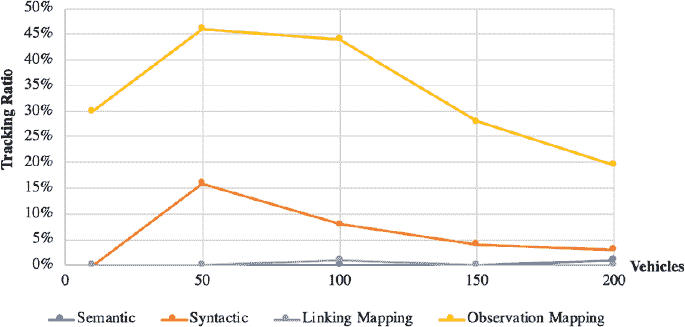 50%
45%
40%
35%
30%
25%
20%
15%
10%
5%
0%
Tracking Ratio
0 50 100 150 200
Vehicles
Semantic Syntactic Linking Mapping Observation Mapping